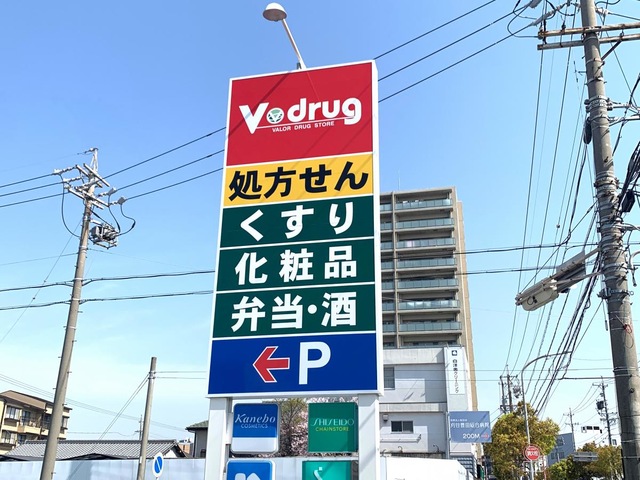 V drug
VALOR DRUG STORE
処方せん
くすり
化粧品
弁当・酒
P
Kanebo
COSMETICS
SHISEIDO
CHAINSTORE
200M